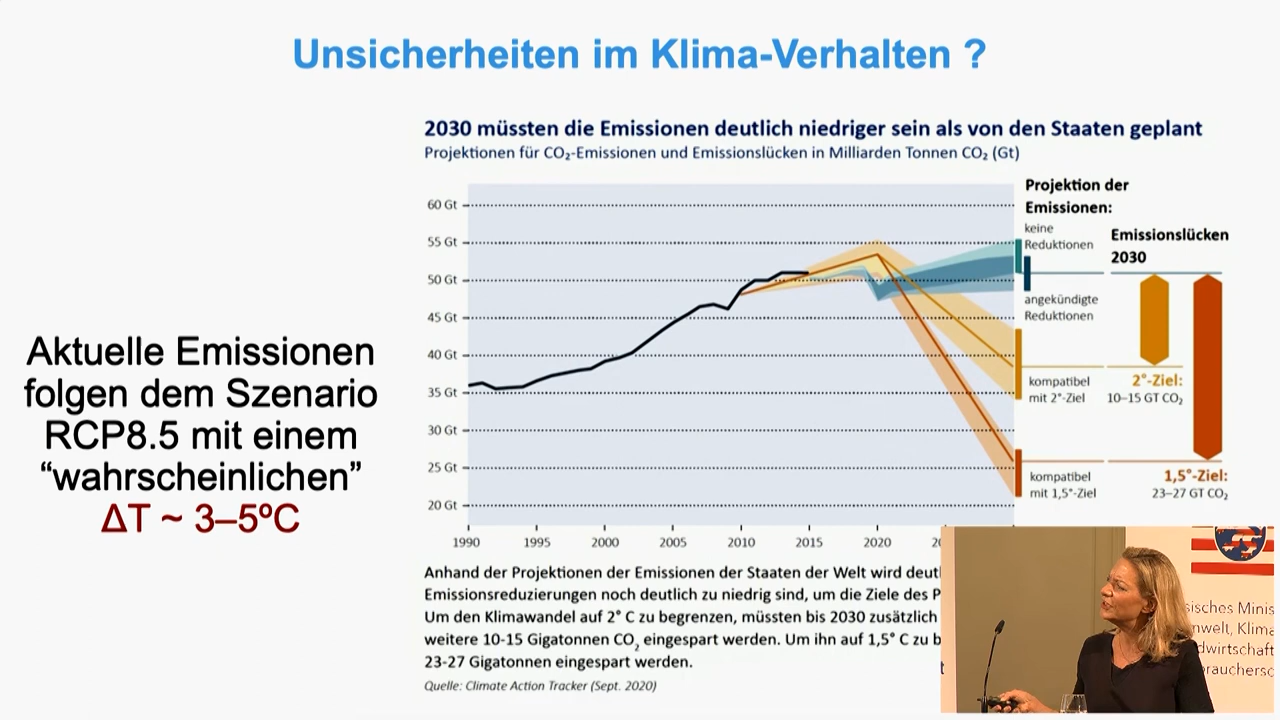 Unsicherheiten im Klima-Verhalten ?
2030 müssten die Emissionen deutlich niedriger sein als von den Staaten geplant
Projektionen für CO₂-Emissionen und Emissionslücken in Milliarden Tonnen CO₂ (Gt)
Projektion der
Emissionen:
keine
Reduktionen
Emissionslücken
2030
angekündigte
Reduktionen
kompatibel
mit 2°-Ziel
2°-Ziel:
10–15 GT CO₂
kompatibel
mit 1,5°-Ziel
1,5°-Ziel:
23–27 GT CO₂
60 Gt
55 Gt
50 Gt
45 Gt
40 Gt
35 Gt
30 Gt
25 Gt
20 Gt
1990 1995 2000 2005 2010 2015 2020
Aktuelle Emissionen
folgen dem Szenario
RCP8.5 mit einem
“wahrscheinlichen”
ΔT ~ 3–5ºC
Anhand der Projektionen der Emissionen der Staaten der Welt wird
Emissionsreduzierungen noch deutlich zu niedrig sind, um die Ziele des
Um den Klimawandel auf 2° C zu begrenzen, müssten bis 2030 zusätzlich
weitere 10-15 Gigatonnen CO₂ eingespart werden. Um ihn auf 1,5° C zu
23-27 Gigatonnen eingespart werden.
Quelle: Climate Action Tracker (Sept. 2020)